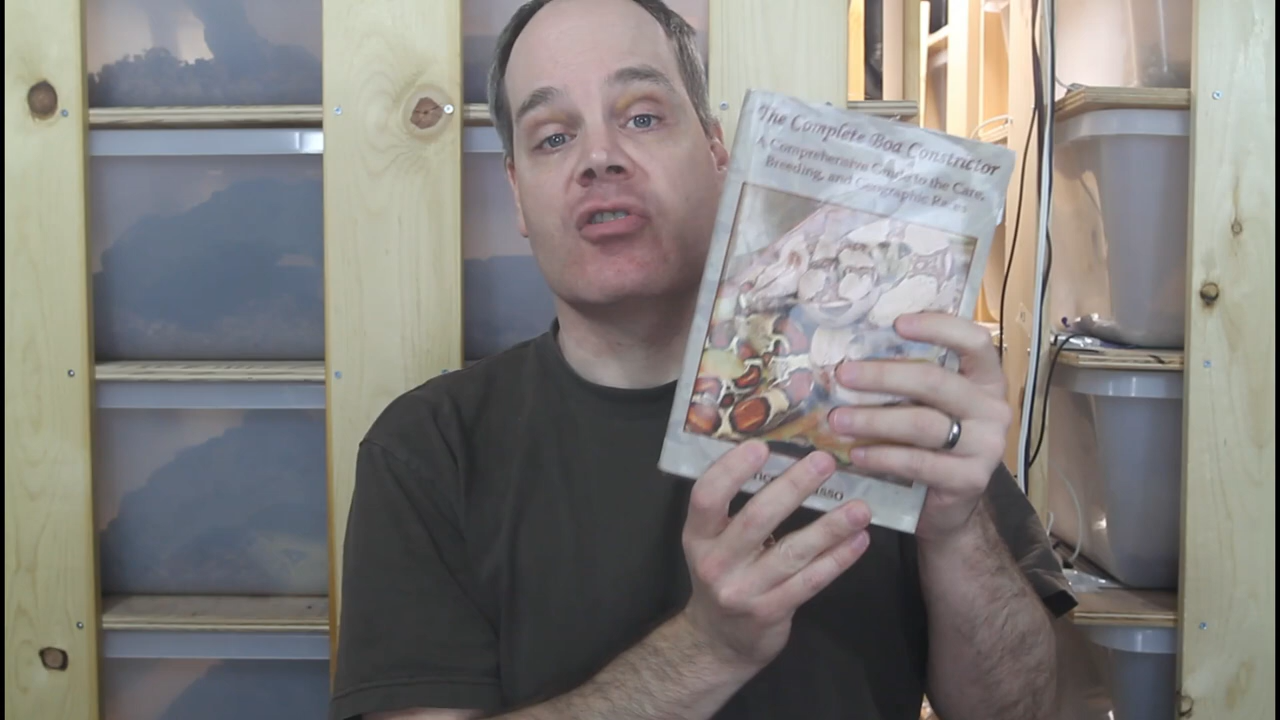 The Complete Boa Constrictor
A Comprehensive Guide to the Care,
Breeding, and Geographic Races